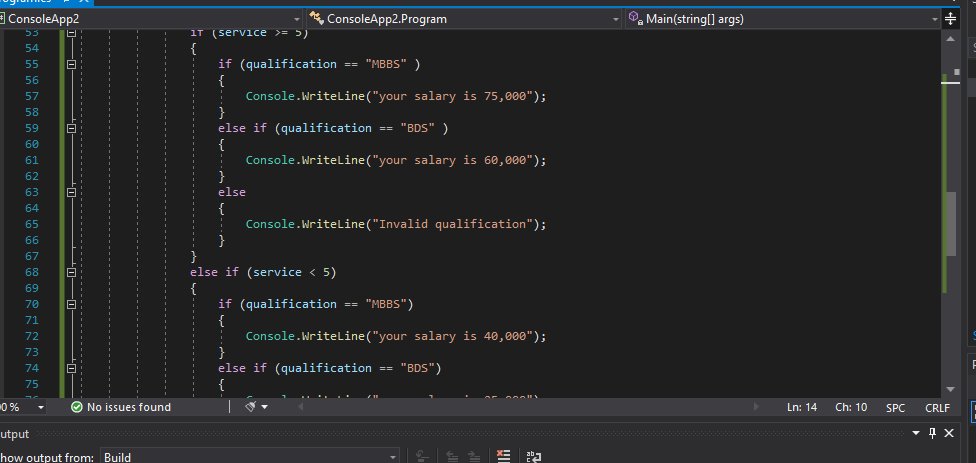 ConsoleApp2 ConsoleApp2.Program Main(string[] args)
53 if (service >= 5)
54 {
55 if (qualification == "MBBS" )
56 {
57 Console.WriteLine("your salary is 75,000");
58 }
59 else if (qualification == "BDS" )
60 {
61 Console.WriteLine("your salary is 60,000");
62 }
63 else
64 {
65 Console.WriteLine("Invalid qualification");
66 }
67 }
68 else if (service < 5)
69 {
70 if (qualification == "MBBS")
71 {
72 Console.WriteLine("your salary is 40,000");
73 }
74 else if (qualification == "BDS")
75 {
No issues found Ln: 14 Ch: 10 SPC CRLF
utput
how output from: Build